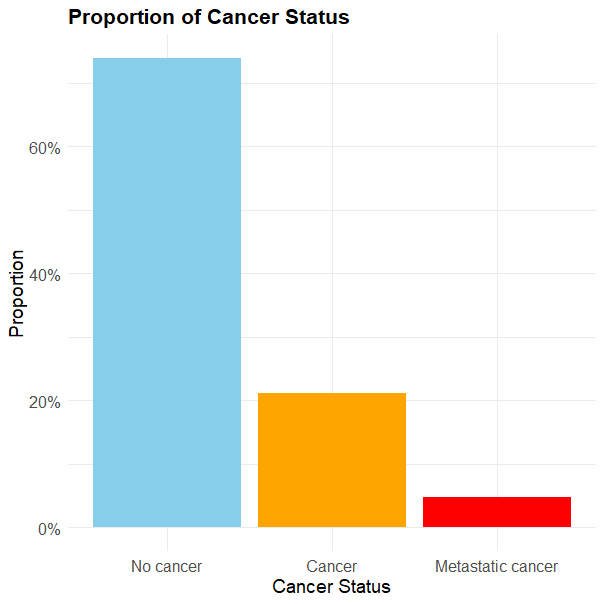 Proportion of Cancer Status
Proportion
60%
40%
20%
0%
No cancer
Cancer
Metastatic cancer
Cancer Status